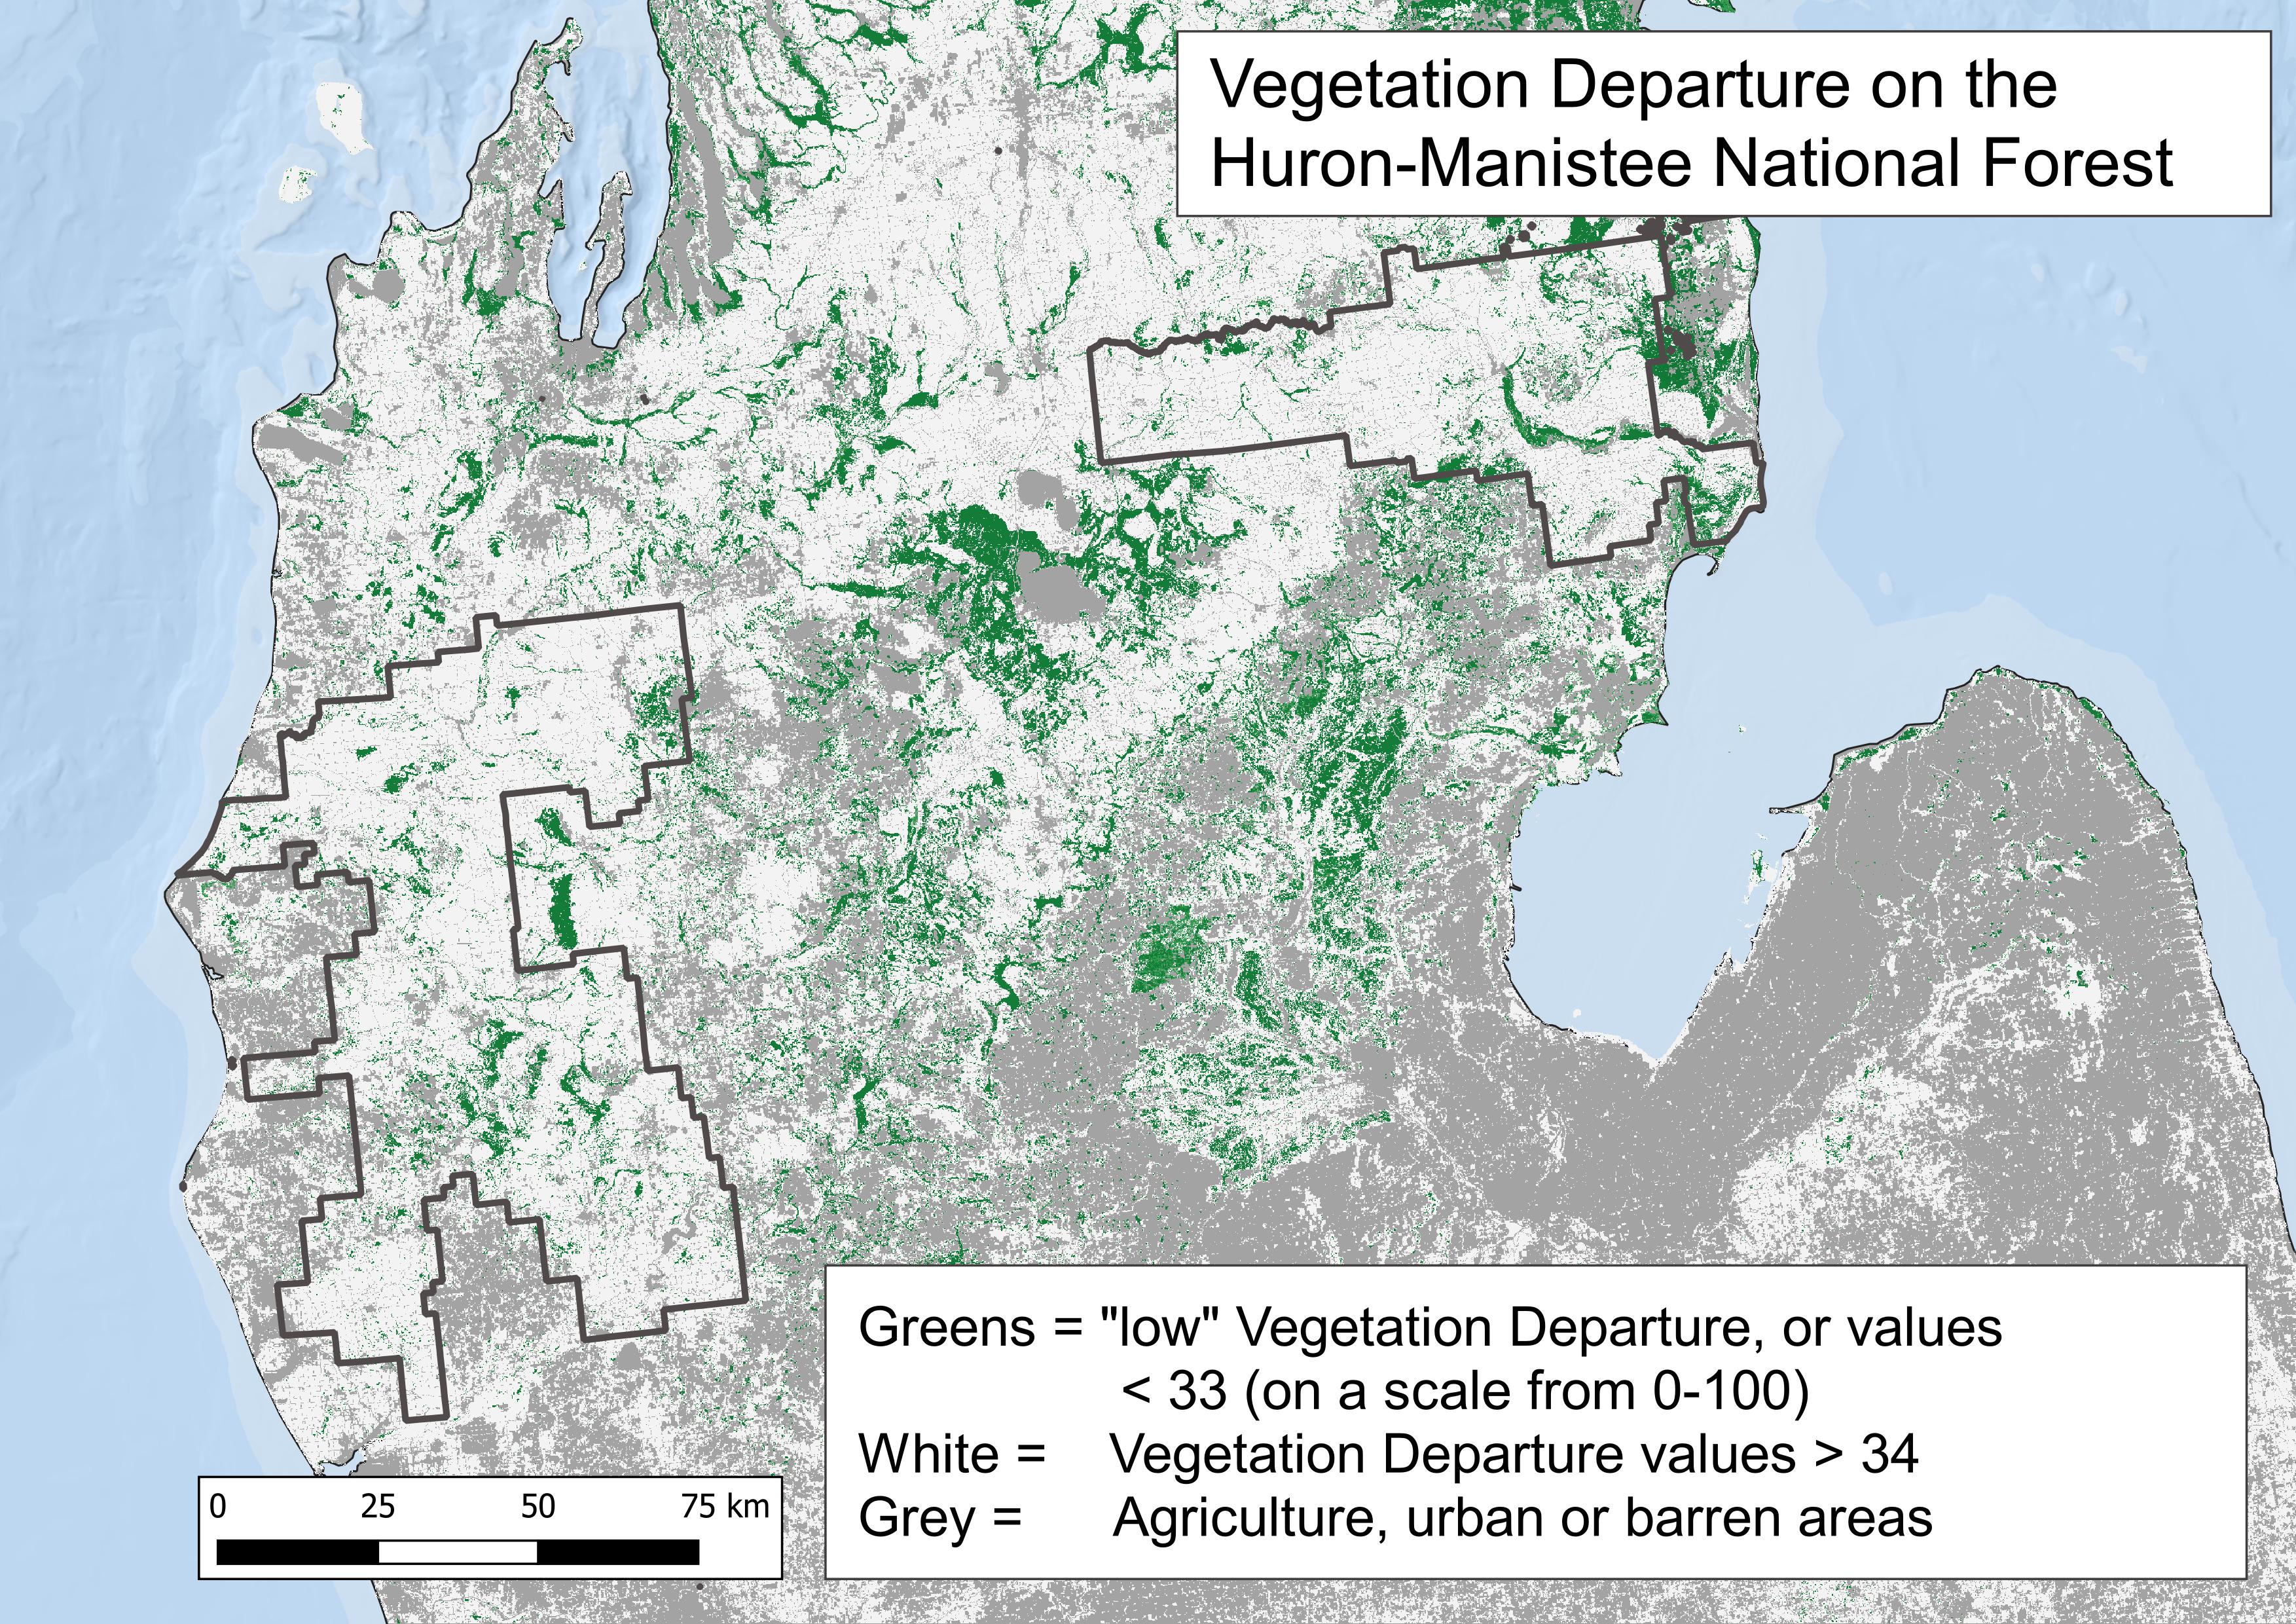 Vegetation Departure on the
Huron-Manistee National Forest
Greens = "low" Vegetation Departure, or values
< 33 (on a scale from 0-100)
White = Vegetation Departure values > 34
Grey = Agriculture, urban or barren areas
0 25 50 75 km